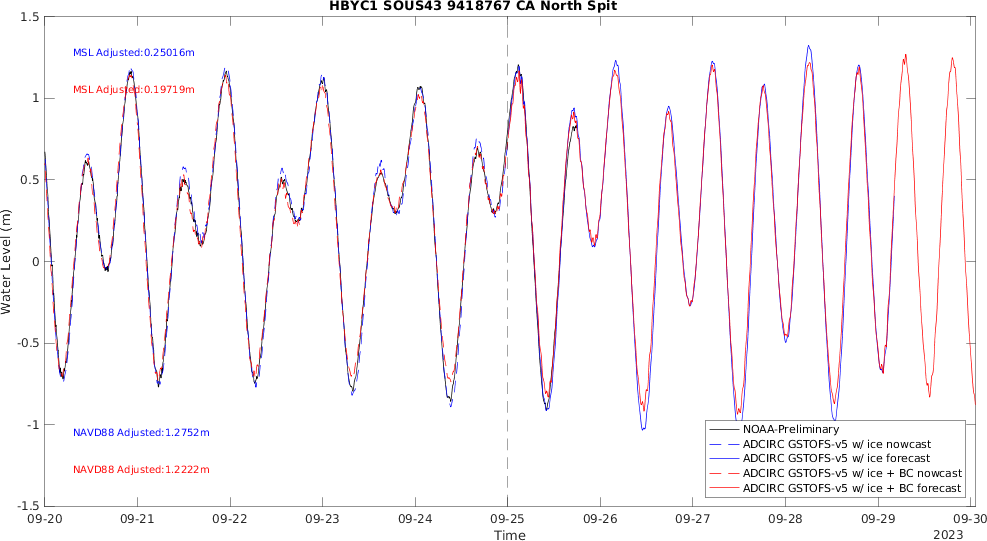 HBYC1 SOUS43 9418767 CA North Spit
1.5
MSL Adjusted:0.25016m
MSL Adjusted:0.19719m
1
0.5
Water Level (m)
0
-0.5
-1
NAVD88 Adjusted:1.2752m
NAVD88 Adjusted:1.2222m
-1.5
NOAA-Preliminary
ADCIRC GSTOFS-v5 w/ ice nowcast
ADCIRC GSTOFS-v5 w/ ice forecast
ADCIRC GSTOFS-v5 w/ ice + BC nowcast
ADCIRC GSTOFS-v5 w/ ice + BC forecast
09-20 09-21 09-22 09-23 09-24 09-25 09-26 09-27 09-28 09-29 09-30
Time
2023